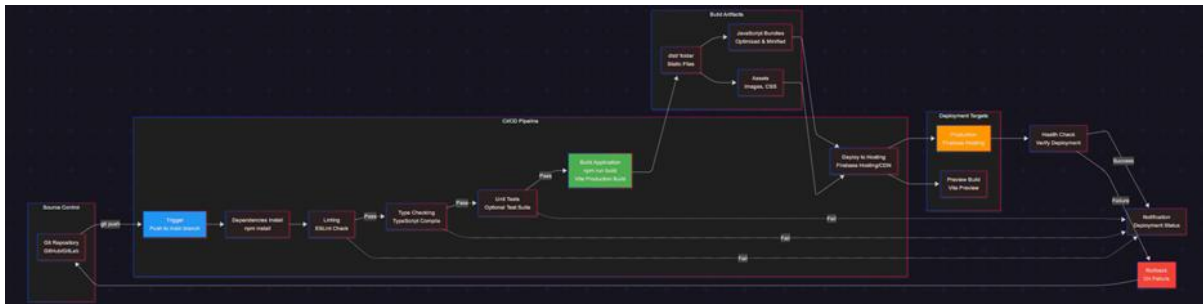 Build Artifacts
dist/ folder
Static Files
JavaScript Bundles
Optimized & Minified
Assets
Images, CSS
CI/CD Pipeline
Deployment Targets
Production
Firebase Hosting
Health Check
Verify Deployment
Deploy to Hosting
Firebase Hosting/CDN
Preview Build
Vite Preview
Build Application
npm run build
Vite Production Build
Success
Pass
Unit Tests
Optional Test Suite
Pass
Type Checking
TypeScript Compile
Pass
Linting
ESLint Check
Dependencies Install
npm install
Trigger
Push to main branch
git push
Source Control
Git Repository
GitHub/GitLab
Fail
Fail
Fail
Failure
Notification
Deployment Status
Rollback
On Failure